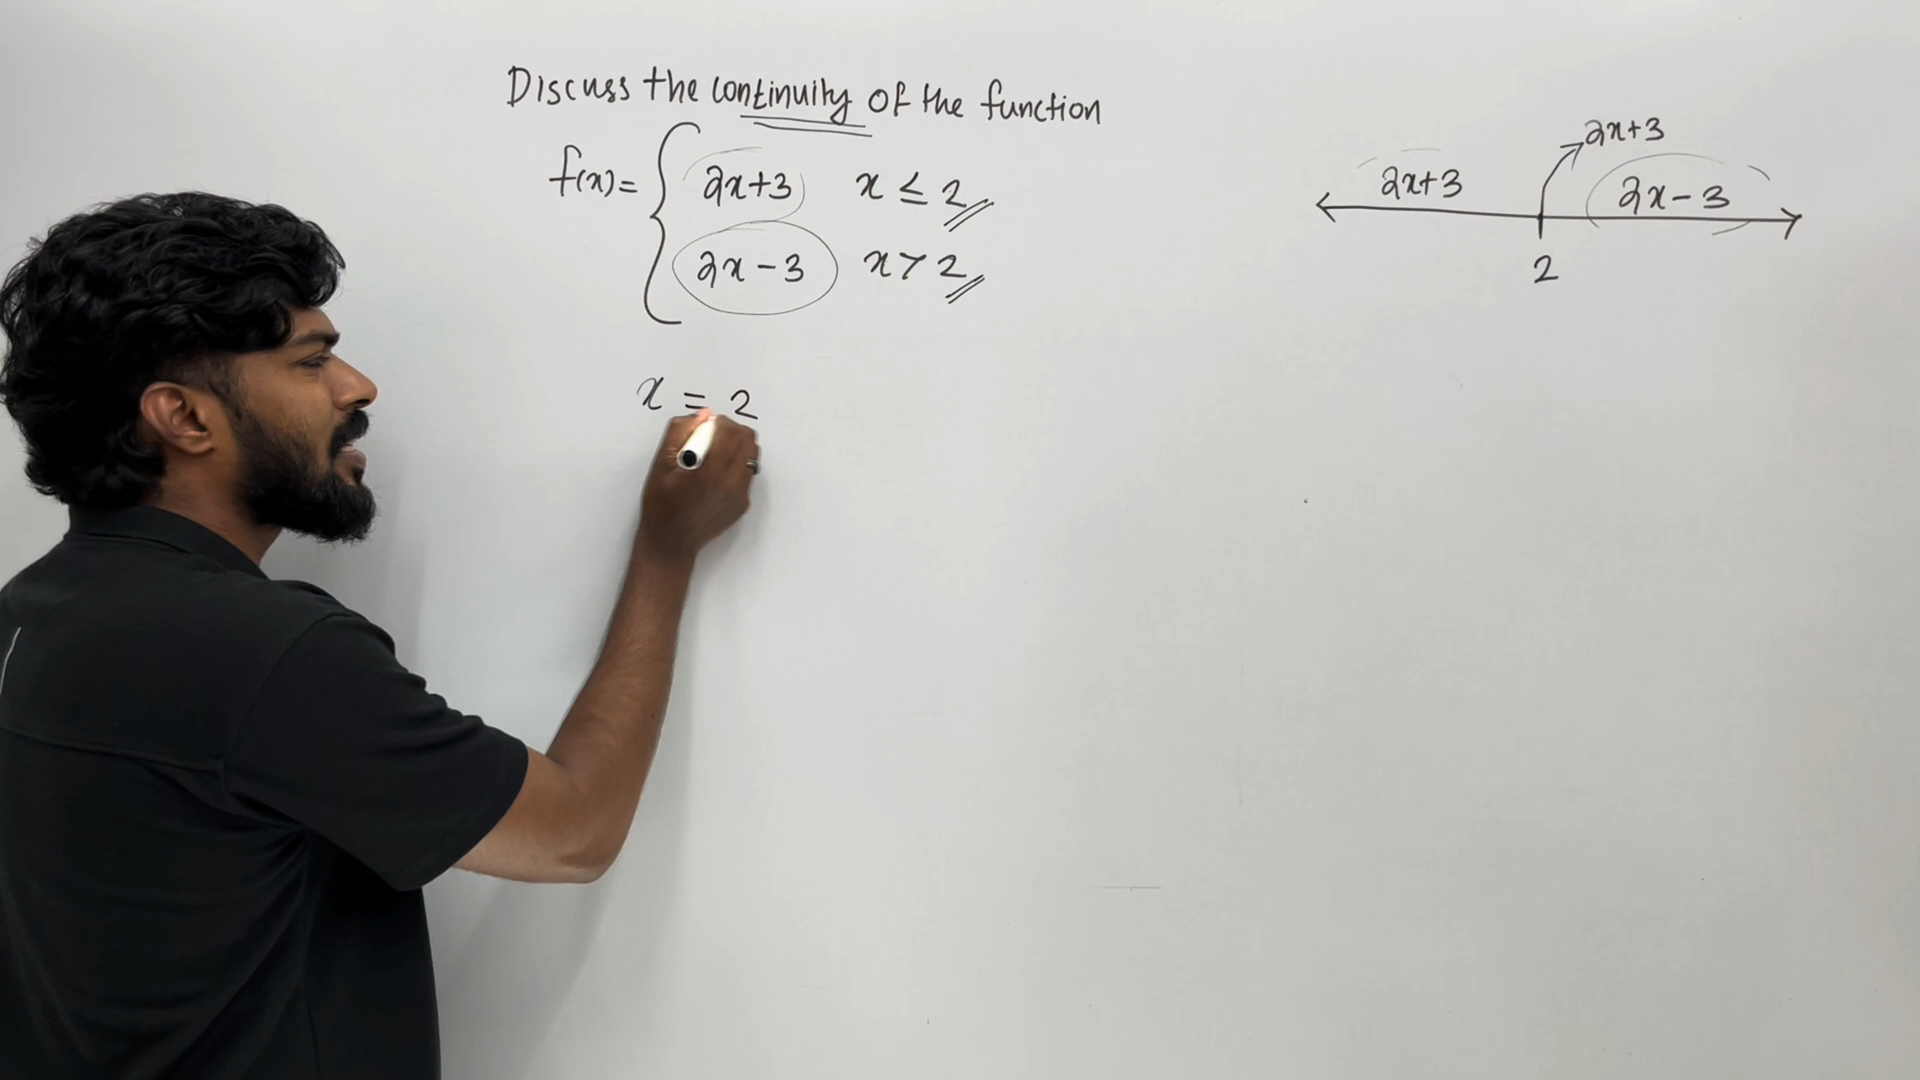 Discuss the continuity of the function
f(x) = { 2x+3 x ≤ 2
2x-3 x > 2
x = 2
2x+3
2x+3 2x-3
2